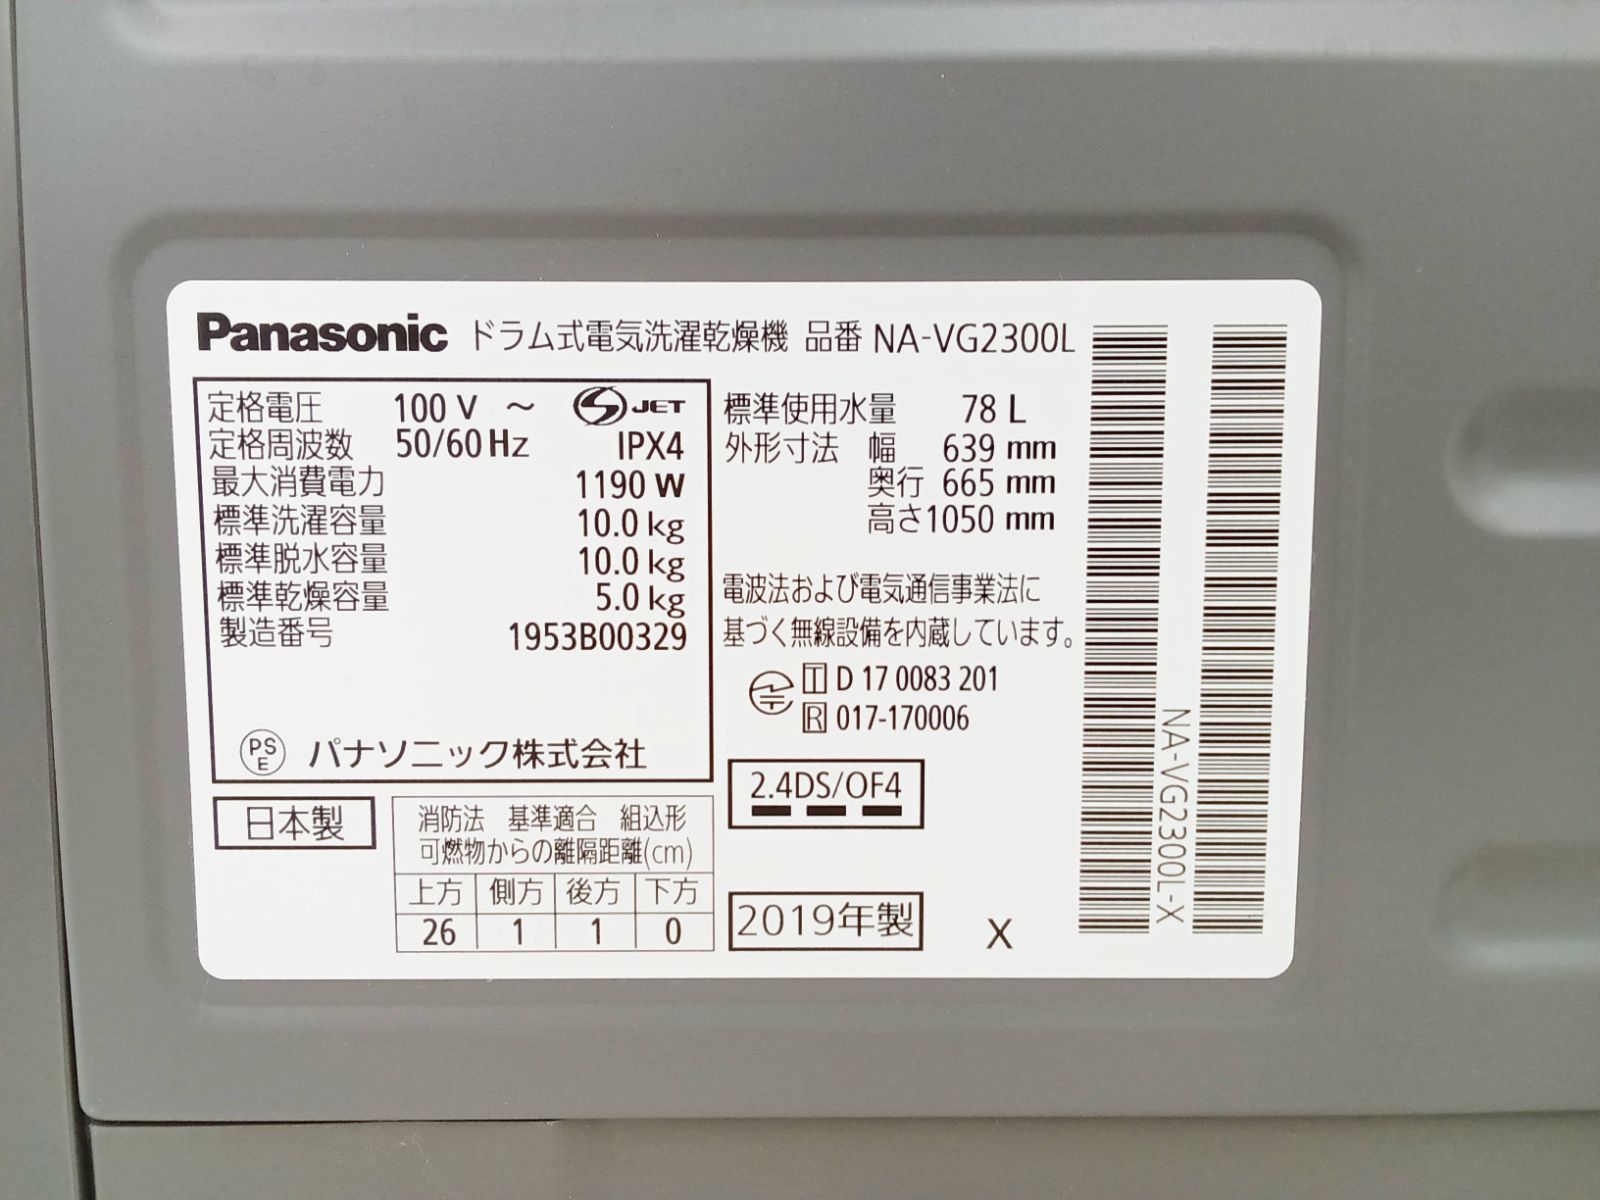 Panasonic ドラム式電気洗濯乾燥機 品番 NA-VG2300L
定格電圧 100 V ～ S JET
定格周波数 50/60 Hz IPX4
最大消費電力 1190 W
標準洗濯容量 10.0 kg
標準脱水容量 10.0 kg
標準乾燥容量 5.0 kg
製造番号 1953B00329
PS E パナソニック株式会社
日本製
消防法 基準適合 組込形
可燃物からの離隔距離(cm)
上方 側方 後方 下方
26 1 1 0
標準使用水量 78 L
外形寸法 幅 639 mm
奥行 665 mm
高さ 1050 mm
電波法および電気通信事業法に
基づく無線設備を内蔵しています。
T D 17 0083 201
R 017-170006
2.4DS/OF4
2019年製
X
NA-VG2300L-X